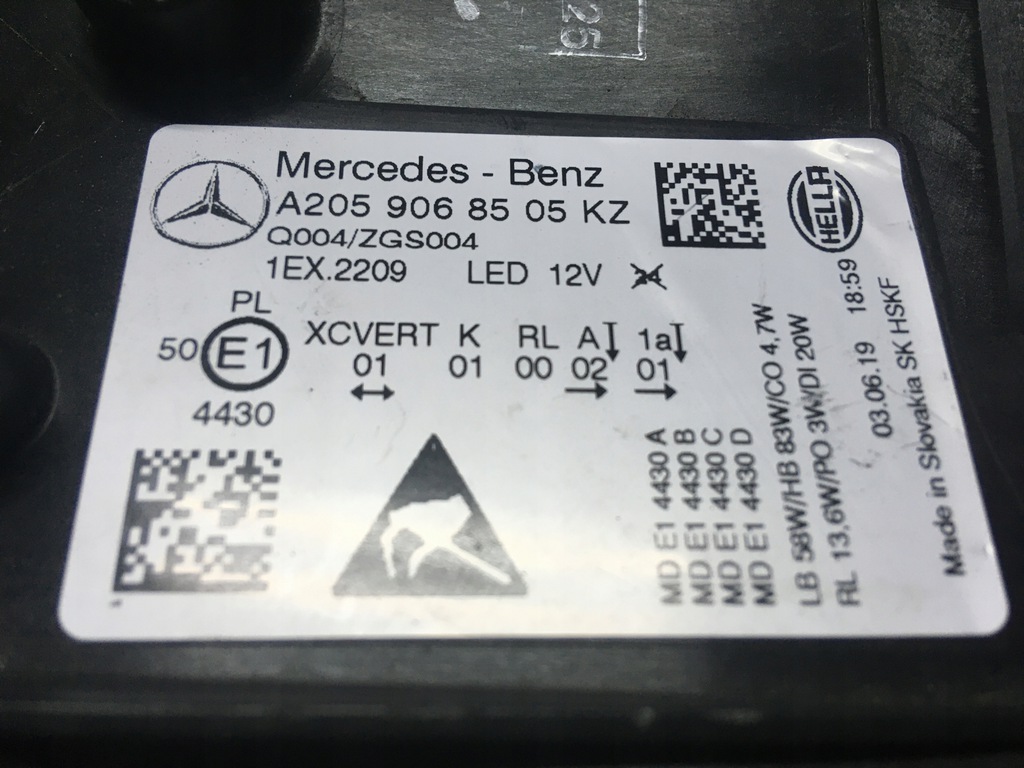 25
Mercedes - Benz
A205 906 85 05 KZ
Q004/ZGS004
1EX.2209 LED 12V 24
HELLA
PL
50 E1
4430
XCVERT K RL A 1a
01 01 00 02 01
MD E1 4430 A
MD E1 4430 B
MD E1 4430 C
MD E1 4430 D
LB 58W/HB 83W/CO 4,7W
RL 13,6W/PO 3W/DI 20W
03.06.19 18:59
Made in Slovakia SK HSKF